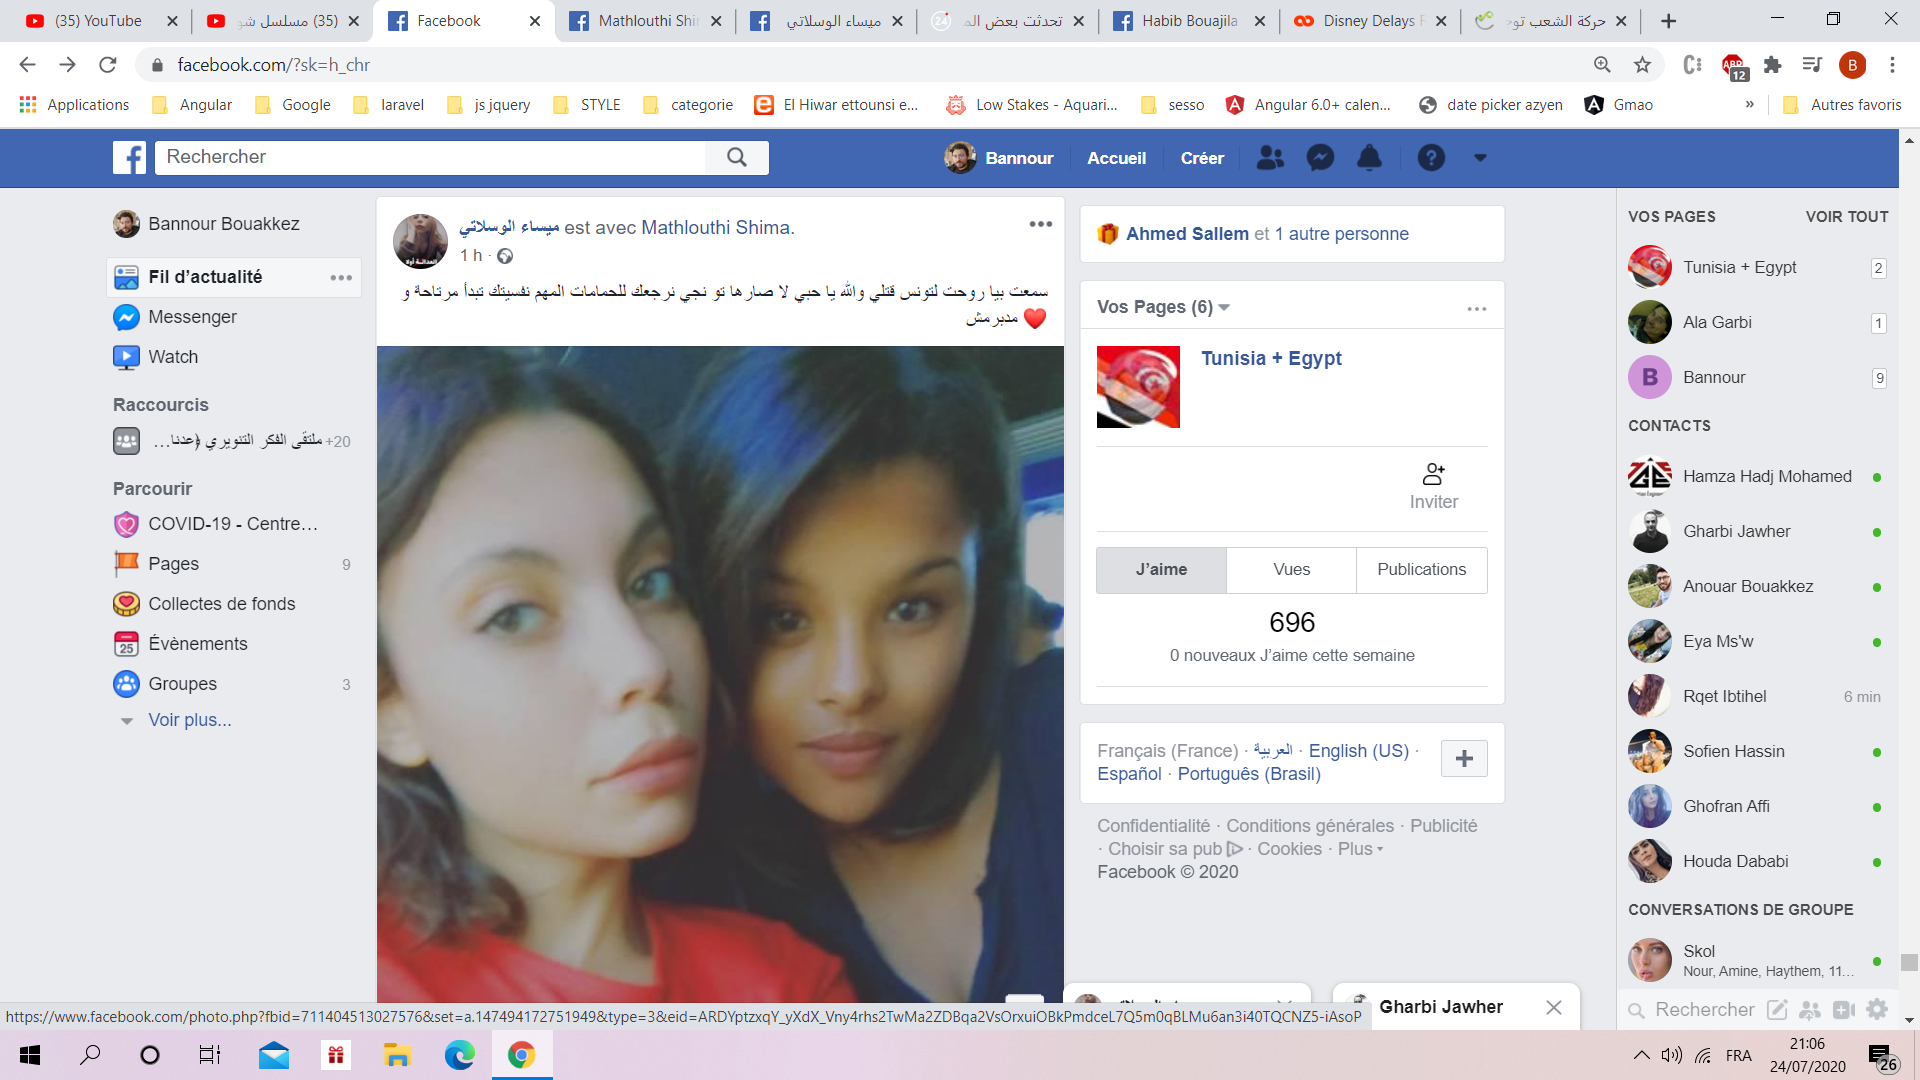 (35) YouTube
(35) مسلسل شو
Facebook
Mathlouthi Shi
ميساء الوسلاتي
تحدثت بعض الم
Habib Bouajila
Disney Delays
حركة الشعب توج
facebook.com/?sk=h_chr
B
12
Applications
Angular
Google
laravel
js jquery
STYLE
categorie
El Hiwar ettounsi e...
Low Stakes - Aquari...
sesso
Angular 6.0+ calen...
date picker azyen
Gmao
»
Autres favoris
Rechercher
Bannour
Accueil
Créer
Bannour Bouakkez
Fil d’actualité
Messenger
Watch
Raccourcis
ملتقى الفكر التنويري (عدنا...
+20
Parcourir
COVID-19 - Centre...
Pages 9
Collectes de fonds
Évènements
Groupes 3
Voir plus...
ميساء الوسلاتي est avec Mathlouthi Shima.
1 h ·
سمعت بيا روحت لتونس قتلي والله يا حبي لا صارها تو نجي نرجعك للحمامات المهم نفسيتك تبدأ مرتاحة و
مدبرمش ❤️
Ahmed Sallem et 1 autre personne
Vos Pages (6)
Tunisia + Egypt
Inviter
J’aime
Vues
Publications
696
0 nouveaux J’aime cette semaine
Français (France) · العربية · English (US) ·
Español · Português (Brasil)
Confidentialité · Conditions générales · Publicité
· Choisir sa pub · Cookies · Plus
Facebook © 2020
VOS PAGES VOIR TOUT
Tunisia + Egypt 2
Ala Garbi 1
B Bannour 9
CONTACTS
Hamza Hadj Mohamed
Gharbi Jawher
Anouar Bouakkez
Eya Ms'w
Rqet Ibtihel 6 min
Sofien Hassin
Ghofran Affi
Houda Dababi
CONVERSATIONS DE GROUPE
Skol
Nour, Amine, Haythem, 11...
Rechercher
Gharbi Jawher
https://www.facebook.com/photo.php?fbid=711404513027576&set=a.147494172751949&type=3&eid=ARDYptzxqY_yXdX_Vny4rhs2TwMa2ZDBqa2VsOrxuiOBkPmdceL7Q5m0qBLMu6an3i40TQCNZ5-iAsoP
FRA
21:06
24/07/2020
26